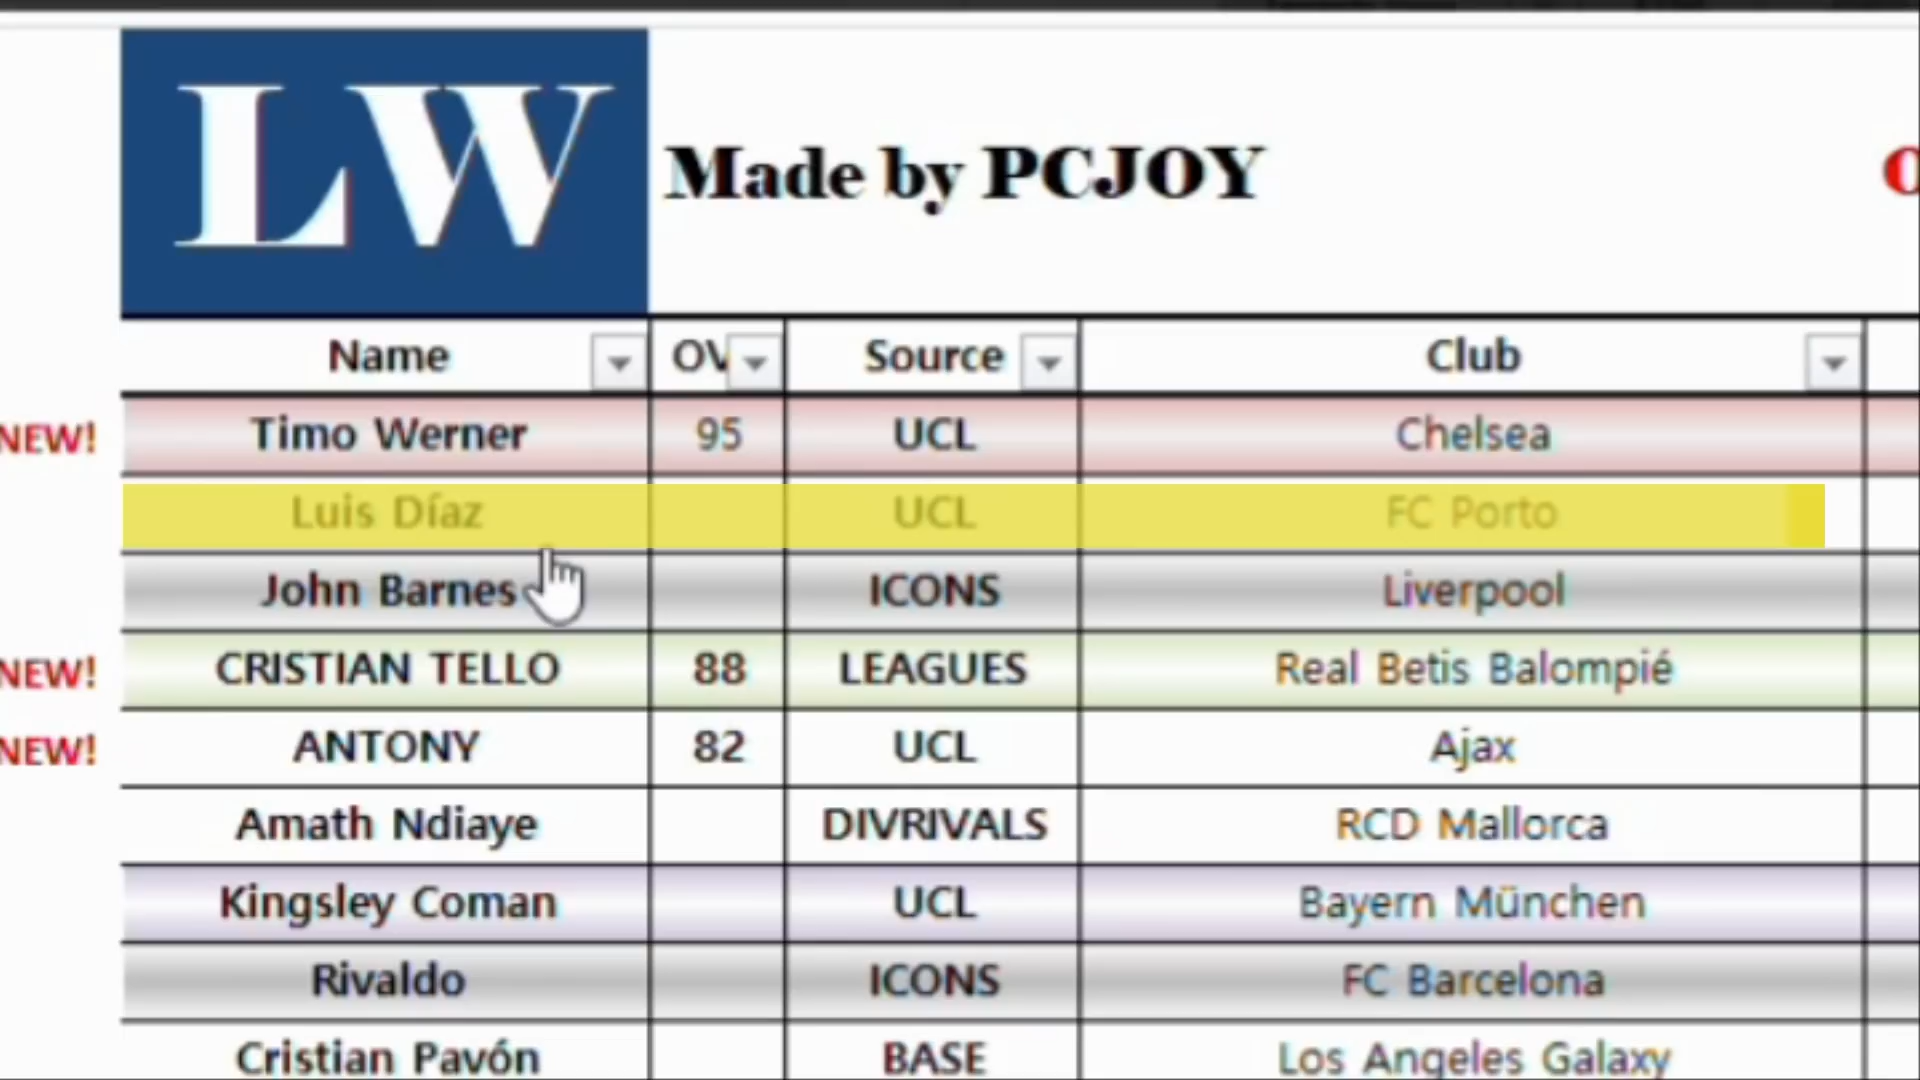 LW
Made by PCJOY
Name OV Source Club
NEW! Timo Werner 95 UCL Chelsea
Luis Díaz UCL FC Porto
John Barnes ICONS Liverpool
NEW! CRISTIAN TELLO 88 LEAGUES Real Betis Balompié
NEW! ANTONY 82 UCL Ajax
Amath Ndiaye DIVRIVALS RCD Mallorca
Kingsley Coman UCL Bayern München
Rivaldo ICONS FC Barcelona
Cristian Pavón BASE Los Angeles Galaxy